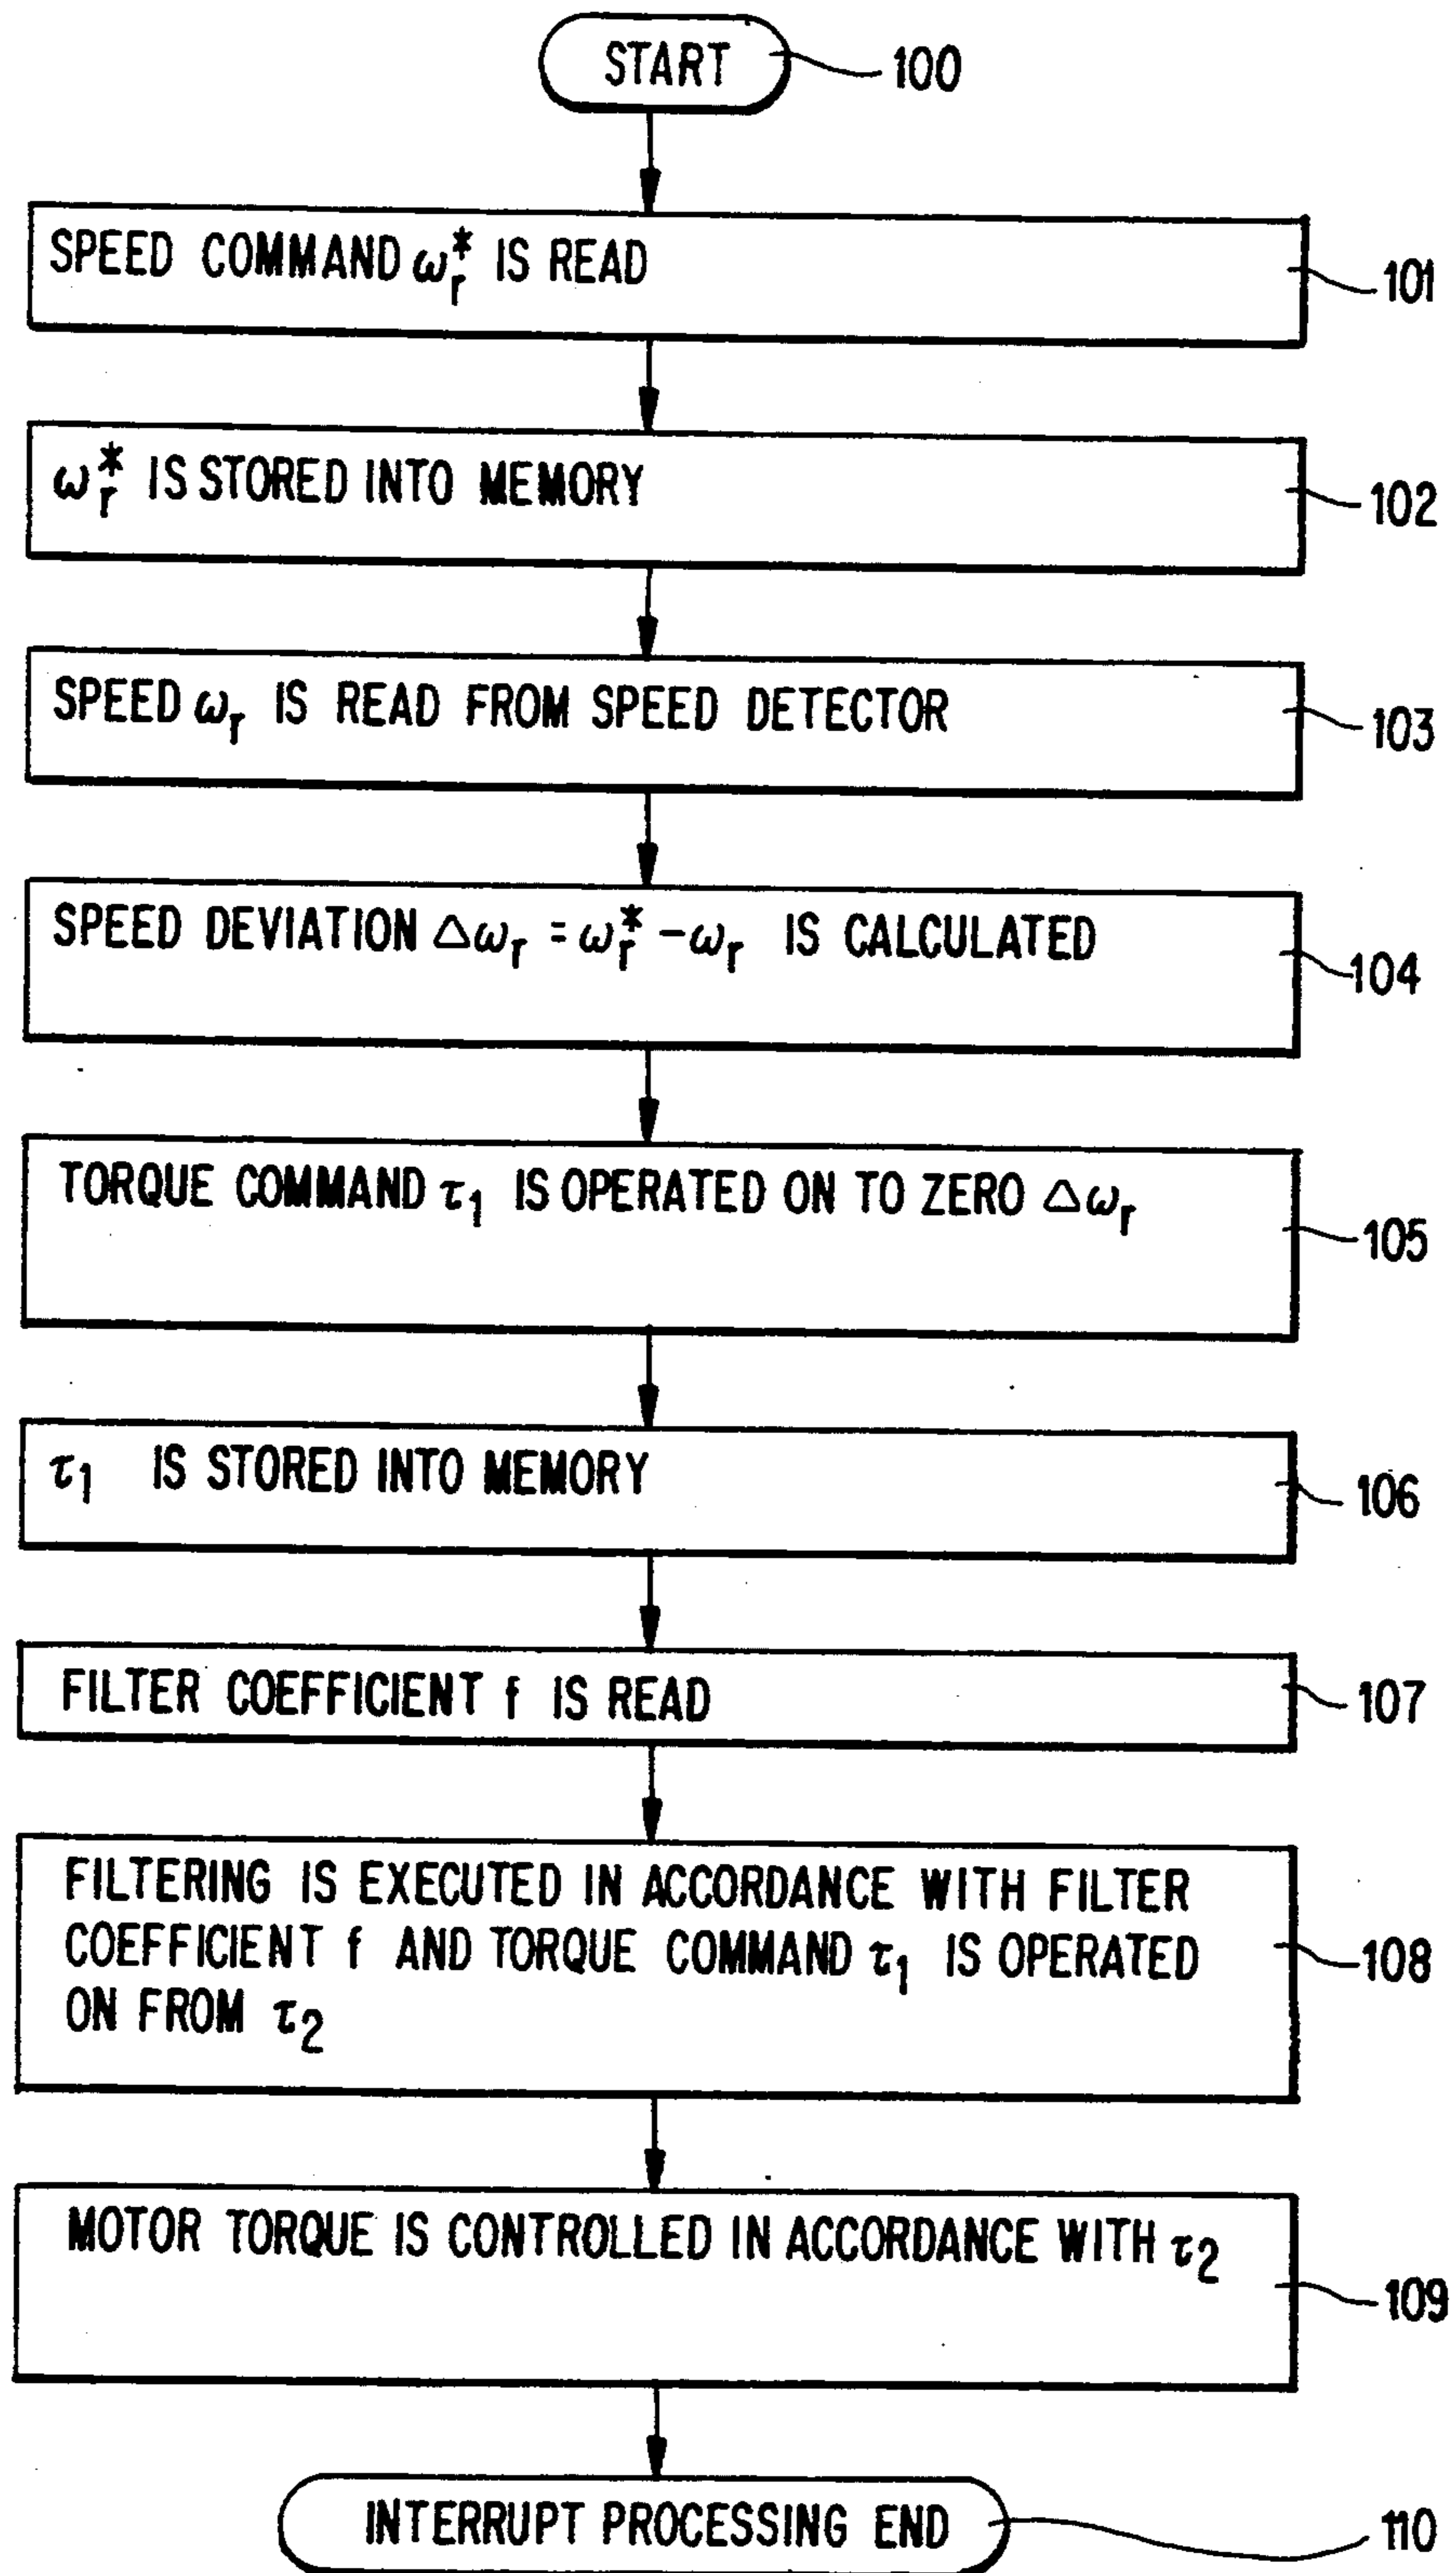 START 100
SPEED COMMAND ωr* IS READ 101
ωr* IS STORED INTO MEMORY 102
SPEED ωr IS READ FROM SPEED DETECTOR 103
SPEED DEVIATION Δωr = ωr* - ωr IS CALCULATED 104
TORQUE COMMAND τ1 IS OPERATED ON TO ZERO Δωr 105
τ1 IS STORED INTO MEMORY 106
FILTER COEFFICIENT f IS READ 107
FILTERING IS EXECUTED IN ACCORDANCE WITH FILTER
COEFFICIENT f AND TORQUE COMMAND τ1 IS OPERATED 108
ON FROM τ2
MOTOR TORQUE IS CONTROLLED IN ACCORDANCE WITH τ2 109
INTERRUPT PROCESSING END 110